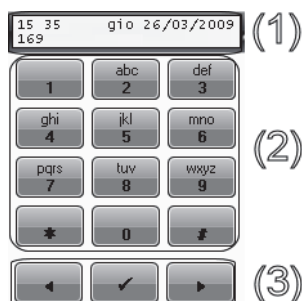 15 35 gio 26/03/2009 (1)
169
abc def
1 2 3
ghi jkl mno
4 5 6 (2)
pqrs tuv wxyz
7 8 9
* 0 #
(3)